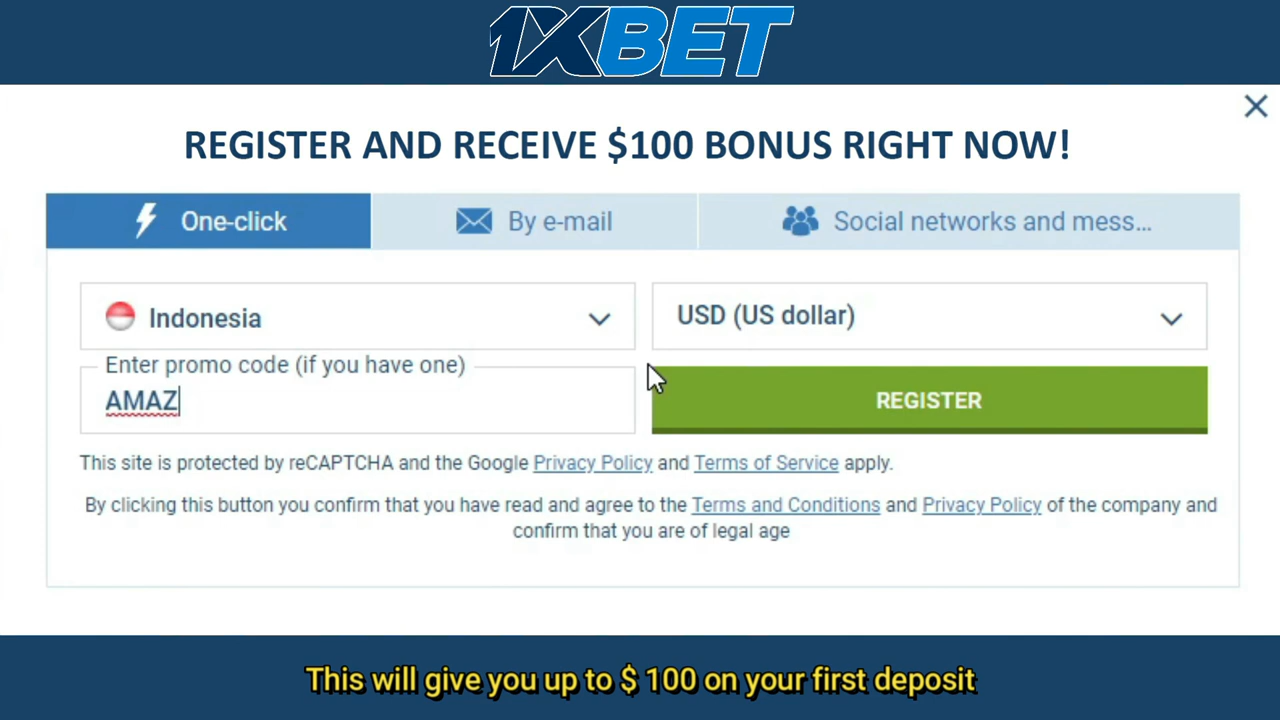 1XBET
REGISTER AND RECEIVE $100 BONUS RIGHT NOW!
One-click
By e-mail
Social networks and mess...
Indonesia
USD (US dollar)
Enter promo code (if you have one)
AMAZ
REGISTER
This site is protected by reCAPTCHA and the Google Privacy Policy and Terms of Service apply.
By clicking this button you confirm that you have read and agree to the Terms and Conditions and Privacy Policy of the company and
confirm that you are of legal age
This will give you up to $ 100 on your first deposit